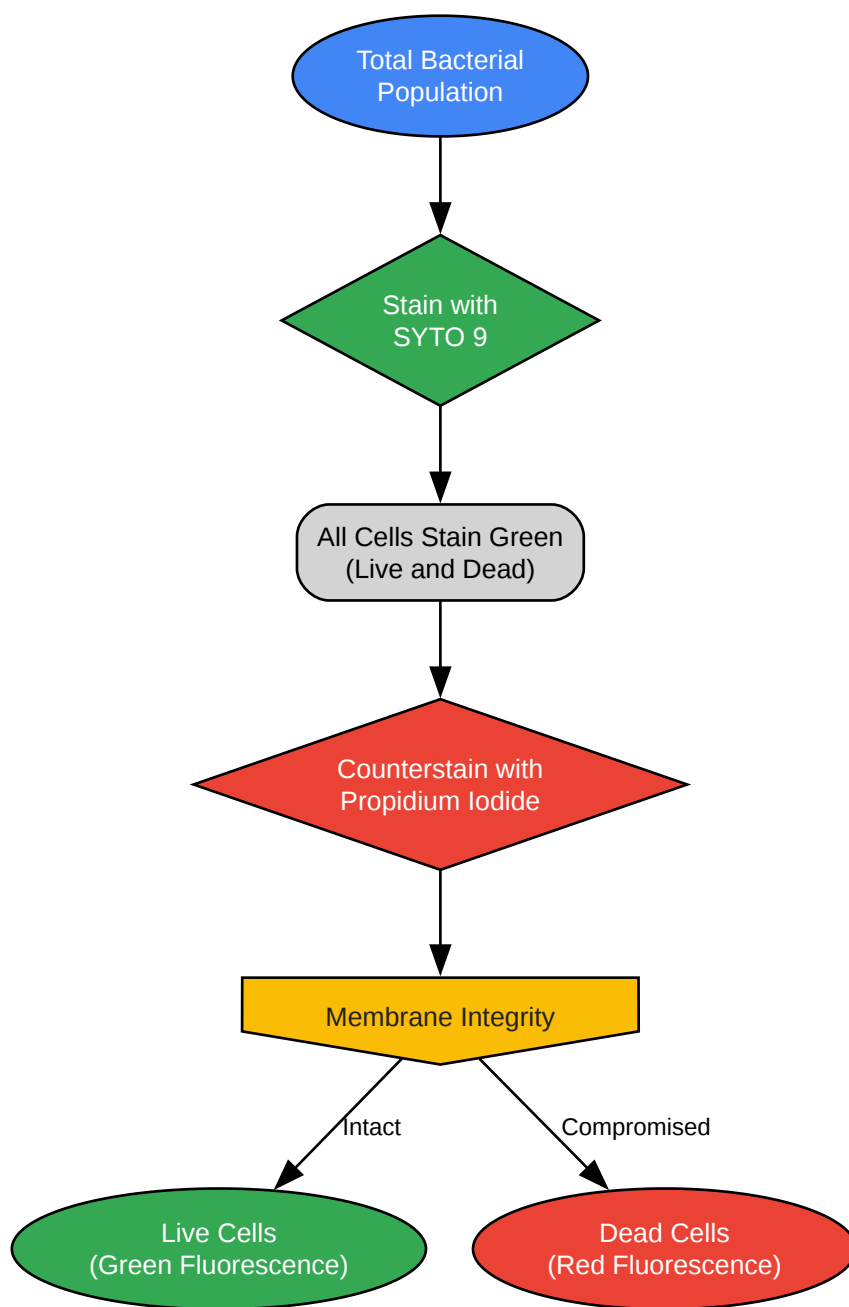 Total Bacterial
Population
Stain with
SYTO 9
All Cells Stain Green
(Live and Dead)
Counterstain with
Propidium Iodide
Membrane Integrity
Intact
Compromised
Live Cells
(Green Fluorescence)
Dead Cells
(Red Fluorescence)